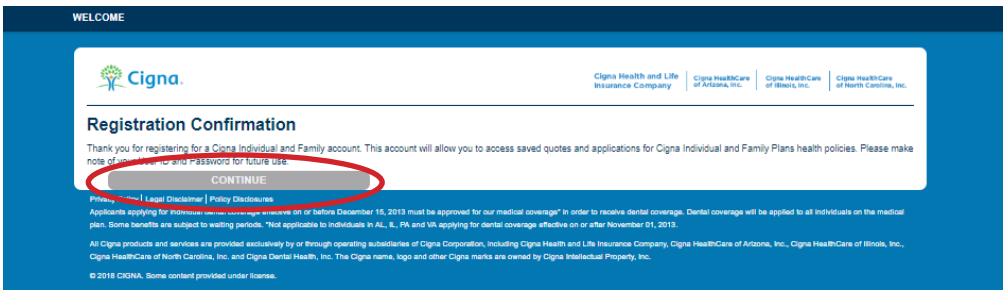 WELCOME
Cigna.
Cigna Health and Life Insurance Company
Cigna HealthCare of Arizona, Inc.
Cigna HealthCare of Illinois, Inc.
Cigna HealthCare of North Carolina, Inc.
Registration Confirmation
Thank you for registering for a Cigna Individual and Family account. This account will allow you to access saved quotes and applications for Cigna Individual and Family Plans health policies. Please make
note of your User ID and Password for future use.
CONTINUE
Privacy Policy | Legal Disclaimer | Policy Disclosures
Applicants applying for individual dental coverage effective on or before December 15, 2013 must be approved for our medical coverage* in order to receive dental coverage. Dental coverage will be applied to all individuals on the medical
plan. Some benefits are subject to waiting periods. *Not applicable to individuals in AL, IL, PA and VA applying for dental coverage effective on or after November 01, 2013.
All Cigna products and services are provided exclusively by or through operating subsidiaries of Cigna Corporation, including Cigna Health and Life Insurance Company, Cigna HealthCare of Arizona, Inc., Cigna HealthCare of Illinois, Inc.,
Cigna HealthCare of North Carolina, Inc. and Cigna Dental Health, Inc. The Cigna name, logo and other Cigna marks are owned by Cigna Intellectual Property, Inc.
© 2018 CIGNA. Some content provided under license.